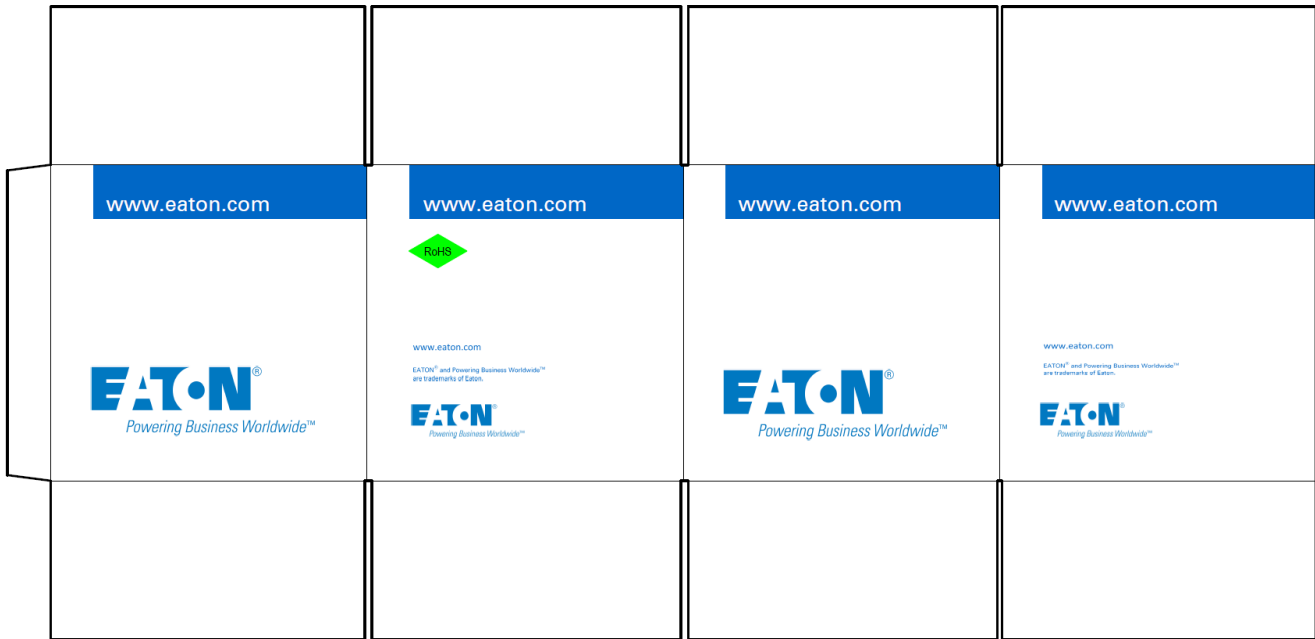 www.eaton.com
EATON®
Powering Business Worldwide™
www.eaton.com
RoHS
www.eaton.com
EATON® and Powering Business Worldwide™
are trademarks of Eaton.
EATON®
Powering Business Worldwide™
www.eaton.com
EATON®
Powering Business Worldwide™
www.eaton.com
www.eaton.com
EATON® and Powering Business Worldwide™
are trademarks of Eaton.
EATON®
Powering Business Worldwide™